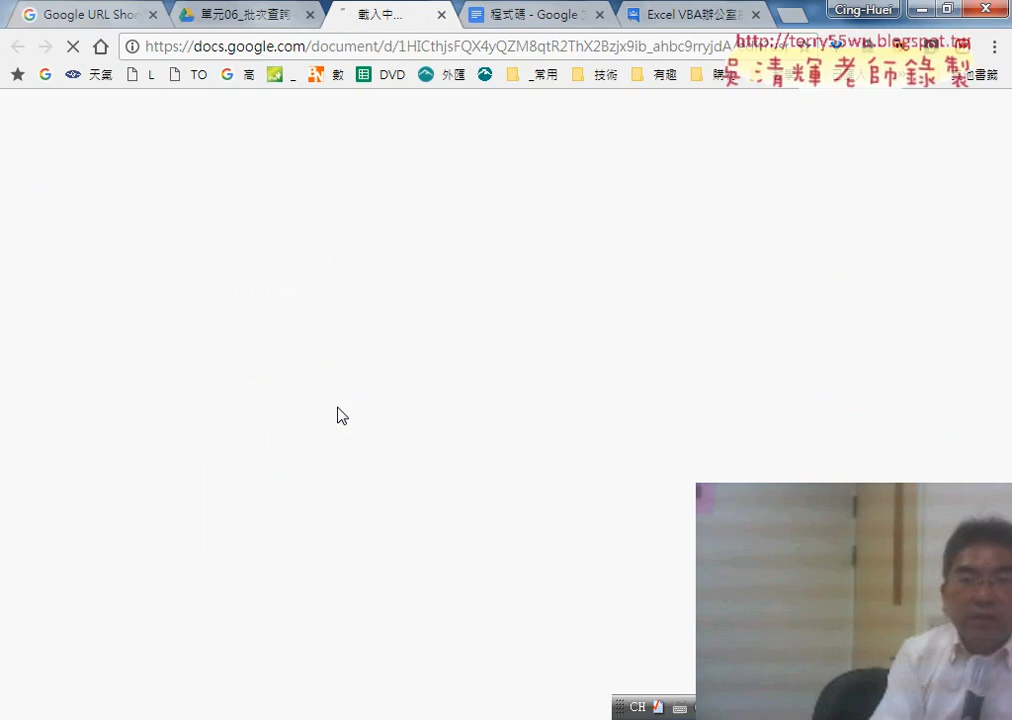 Google URL Shor
單元06_批次查詢
載入中...
程式碼 - Google
Excel VBA辦公室
Cing-Huei
https://docs.google.com/document/d/1HICthjsFQX4yQZM8qtR2ThX2Bzjx9ib_ahbc9rryjdA
http://terry55wu.blogspot.tw
吳清輝老師錄製
天氣
L
TO
高
_
數
DVD
外匯
_常用
技術
有趣
CH